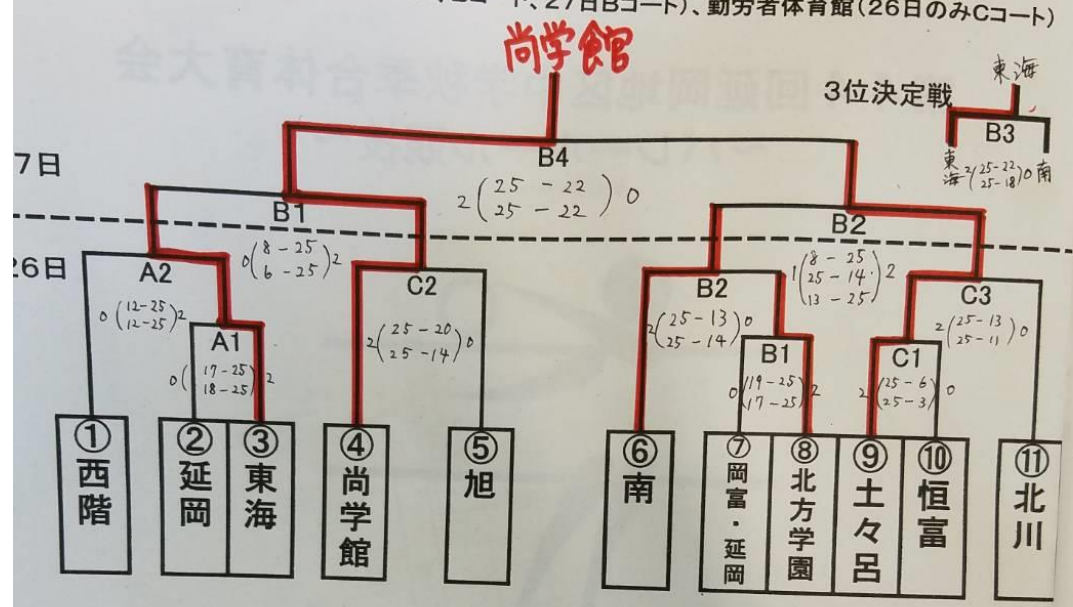 、27日Bコート)、勤労者体育館(26日のみCコート)
尚学館
東海
3位決定戦
B3
東海 2(25-22 25-18)0 南
7日
B4
2(25-22 25-22)0
B1
B2
26日
A2
0(8-25 6-25)2
C2
B2
1(8-25 25-14 13-25)2
C3
0(12-25 12-25)2
A1
2(25-20 25-14)0
2(25-13 25-14)0
B1
C1
2(25-13 25-11)0
0(17-25 18-25)2
0(19-25 17-25)2
2(25-6 25-3)0
①西階
②延岡
③東海
④尚学館
⑤旭
⑥南
⑦岡富・延岡
⑧北方学園
⑨土々呂
⑩恒富
⑪北川